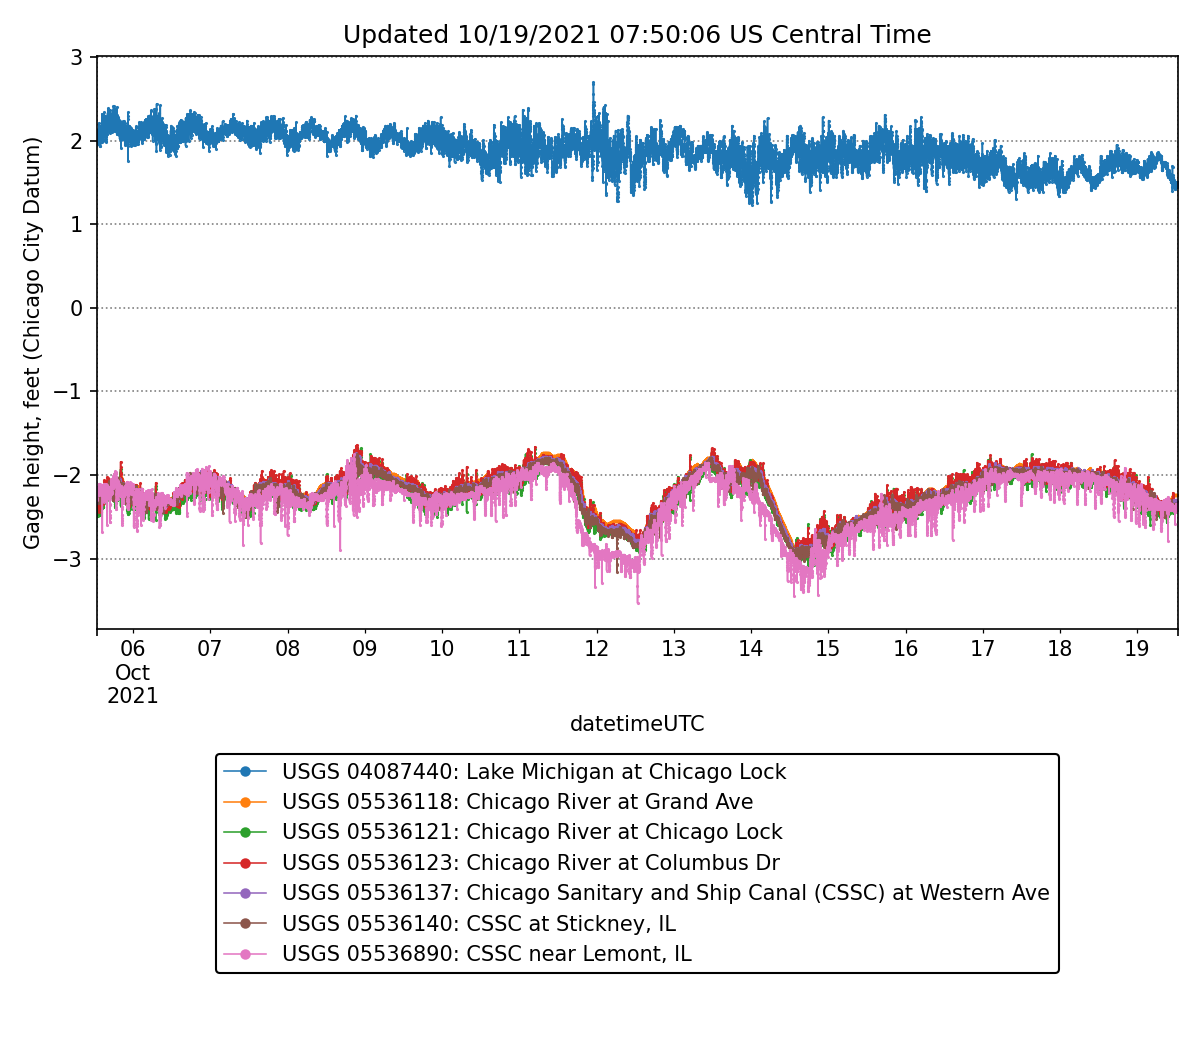 Updated 10/19/2021 07:50:06 US Central Time
Gage height, feet (Chicago City Datum)
3
2
1
0
−1
−2
−3
06 07 08 09 10 11 12 13 14 15 16 17 18 19
Oct
2021
datetimeUTC
USGS 04087440: Lake Michigan at Chicago Lock
USGS 05536118: Chicago River at Grand Ave
USGS 05536121: Chicago River at Chicago Lock
USGS 05536123: Chicago River at Columbus Dr
USGS 05536137: Chicago Sanitary and Ship Canal (CSSC) at Western Ave
USGS 05536140: CSSC at Stickney, IL
USGS 05536890: CSSC near Lemont, IL